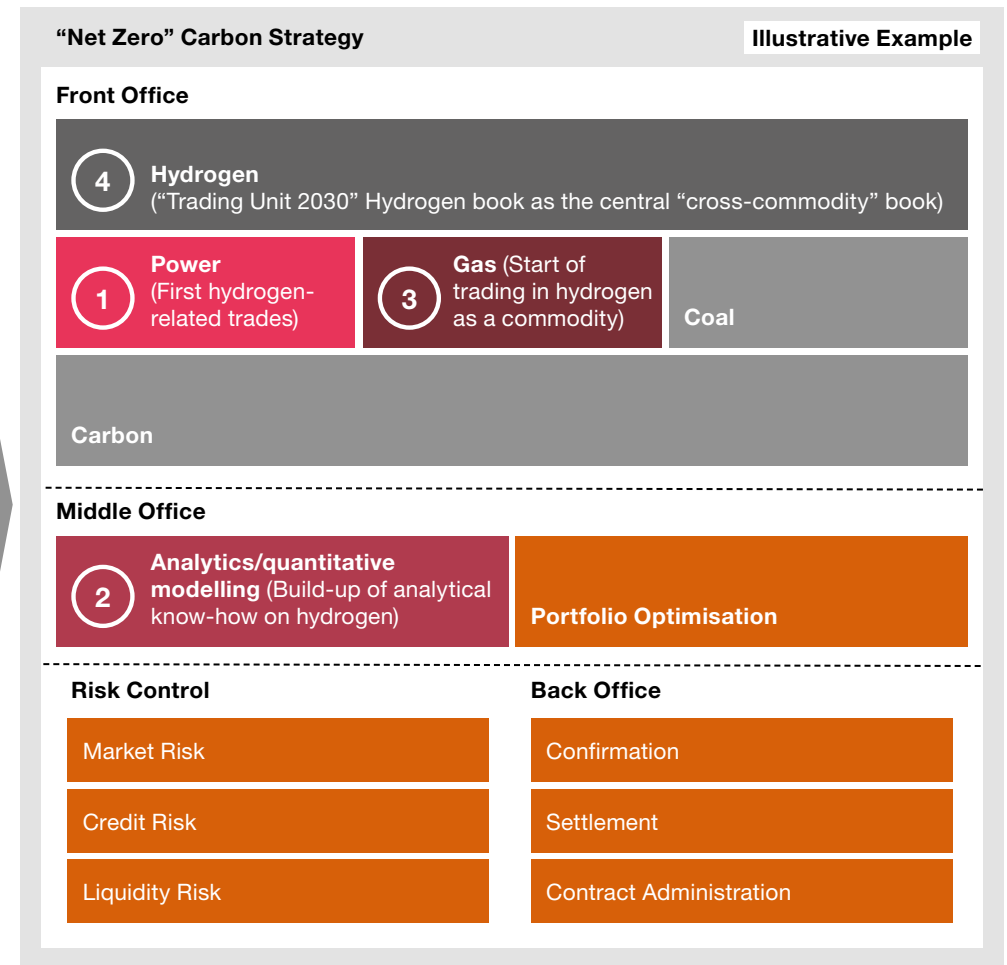 “Net Zero” Carbon Strategy
Illustrative Example
Front Office
4
Hydrogen
(“Trading Unit 2030” Hydrogen book as the central “cross-commodity” book)
1
Power
(First hydrogen-
related trades)
3
Gas (Start of
trading in hydrogen
as a commodity)
Coal
Carbon
Middle Office
2
Analytics/quantitative
modelling (Build-up of analytical
know-how on hydrogen)
Portfolio Optimisation
Risk Control
Market Risk
Credit Risk
Liquidity Risk
Back Office
Confirmation
Settlement
Contract Administration